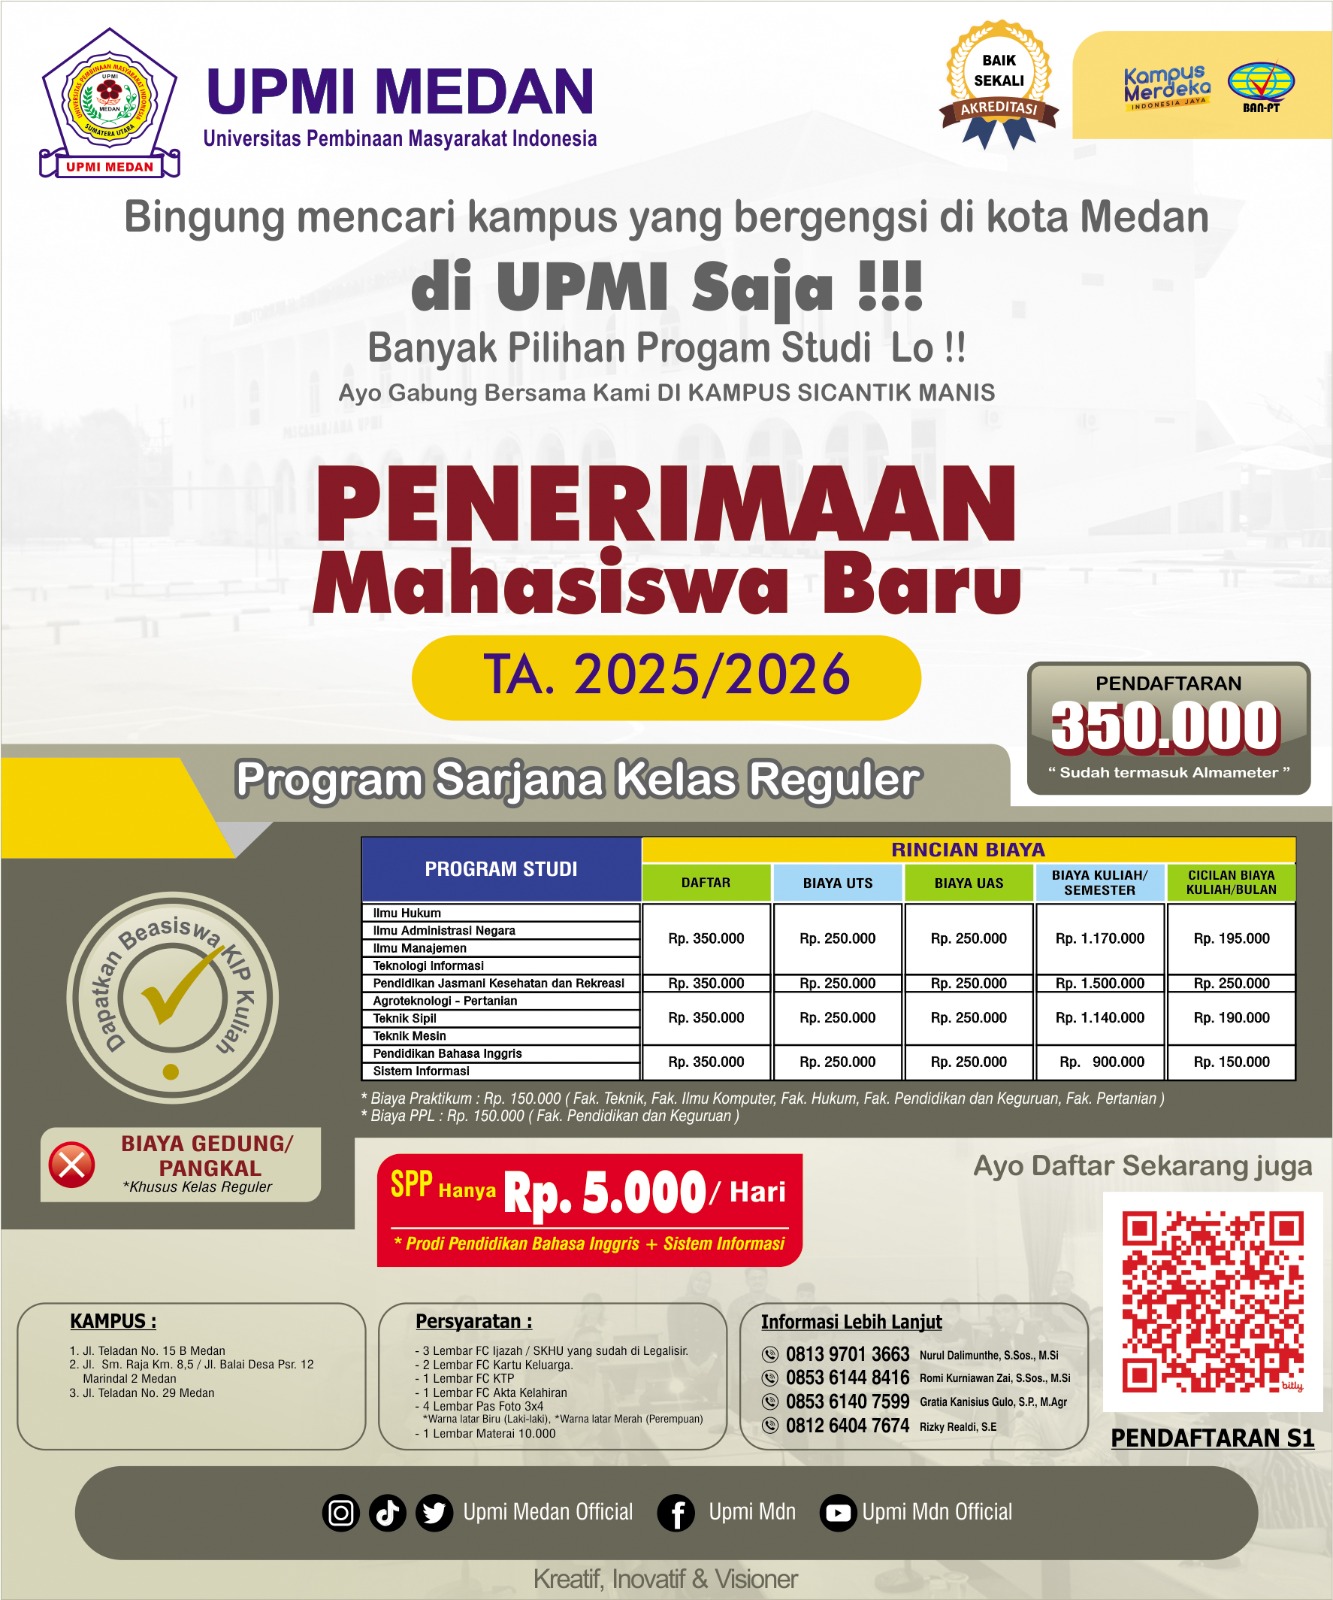 UPMI MEDAN
Universitas Pembinaan Masyarakat Indonesia
UNIVERSITAS PEMBINAAN MASYARAKAT INDONESIA
UPMI
MEDAN
SUMATERA UTARA
UPMI MEDAN
BAIK
SEKALI
AKREDITASI
Kampus
Merdeka
INDONESIA JAYA
BAN-PT
Bingung mencari kampus yang bergengsi di kota Medan
di UPMI Saja !!!
Banyak Pilihan Progam Studi Lo !!
Ayo Gabung Bersama Kami DI KAMPUS SICANTIK MANIS
PASCASARJANA UPMI
PENERIMAAN
Mahasiswa Baru
TA. 2025/2026
PENDAFTARAN
350.000
“ Sudah termasuk Almameter ”
Program Sarjana Kelas Reguler
PROGRAM STUDI
RINCIAN BIAYA
DAFTAR
BIAYA UTS
BIAYA UAS
BIAYA KULIAH/
SEMESTER
CICILAN BIAYA
KULIAH/BULAN
Ilmu Hukum
Ilmu Administrasi Negara
Ilmu Manajemen
Teknologi Informasi
Rp. 350.000 Rp. 250.000 Rp. 250.000 Rp. 1.170.000 Rp. 195.000
Pendidikan Jasmani Kesehatan dan Rekreasi Rp. 350.000 Rp. 250.000 Rp. 250.000 Rp. 1.500.000 Rp. 250.000
Agroteknologi - Pertanian
Teknik Sipil
Teknik Mesin
Rp. 350.000 Rp. 250.000 Rp. 250.000 Rp. 1.140.000 Rp. 190.000
Pendidikan Bahasa Inggris
Sistem Informasi
Rp. 350.000 Rp. 250.000 Rp. 250.000 Rp. 900.000 Rp. 150.000
* Biaya Praktikum : Rp. 150.000 ( Fak. Teknik, Fak. Ilmu Komputer, Fak. Hukum, Fak. Pendidikan dan Keguruan, Fak. Pertanian )
* Biaya PPL : Rp. 150.000 ( Fak. Pendidikan dan Keguruan )
Dapatkan Beasiswa KIP Kuliah
BIAYA GEDUNG/
PANGKAL
*Khusus Kelas Reguler
SPP Hanya Rp. 5.000/ Hari
* Prodi Pendidikan Bahasa Inggris + Sistem Informasi
Ayo Daftar Sekarang juga
bitly
PENDAFTARAN S1
KAMPUS :
1. Jl. Teladan No. 15 B Medan
2. Jl. Sm. Raja Km. 8,5 / Jl. Balai Desa Psr. 12
Marindal 2 Medan
3. Jl. Teladan No. 29 Medan
Persyaratan :
- 3 Lembar FC Ijazah / SKHU yang sudah di Legalisir.
- 2 Lembar FC Kartu Keluarga.
- 1 Lembar FC KTP
- 1 Lembar FC Akta Kelahiran
- 4 Lembar Pas Foto 3x4
*Warna latar Biru (Laki-laki), *Warna latar Merah (Perempuan)
- 1 Lembar Materai 10.000
Informasi Lebih Lanjut
0813 9701 3663 Nurul Dalimunthe, S.Sos., M.Si
0853 6144 8416 Romi Kurniawan Zai, S.Sos., M.Si
0853 6140 7599 Gratia Kanisius Gulo, S.P., M.Agr
0812 6404 7674 Rizky Realdi, S.E
Upmi Medan Official Upmi Mdn Upmi Mdn Official
Kreatif, Inovatif & Visioner